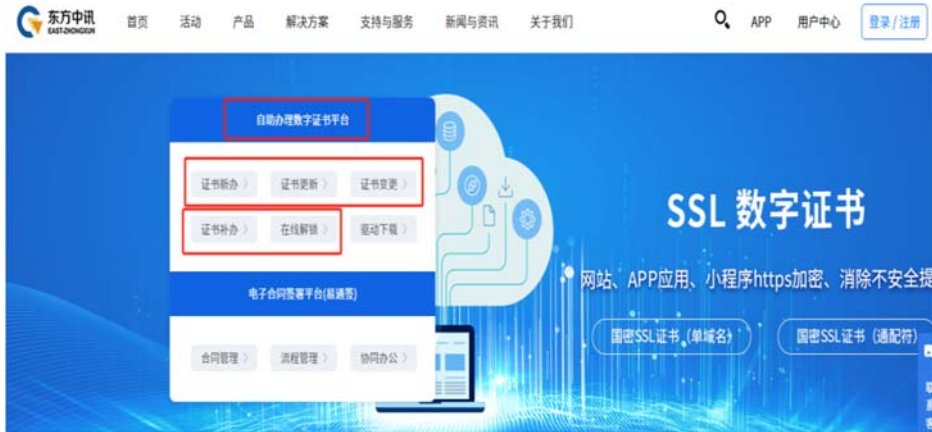 东方中讯
EAST-ZHONGXUN
首页 活动 产品 解决方案 支持与服务 新闻与资讯 关于我们 APP 用户中心 登录 / 注册
自助办理数字证书平台
证书新办 证书更新 证书变更
证书补办 在线解锁 驱动下载
电子合同签署平台(易通签)
合同管理 流程管理 协同办公
SSL 数字证书
网站、APP应用、小程序https加密、消除不安全提
国密SSL证书 (单域名) 国密SSL证书 (通配符)